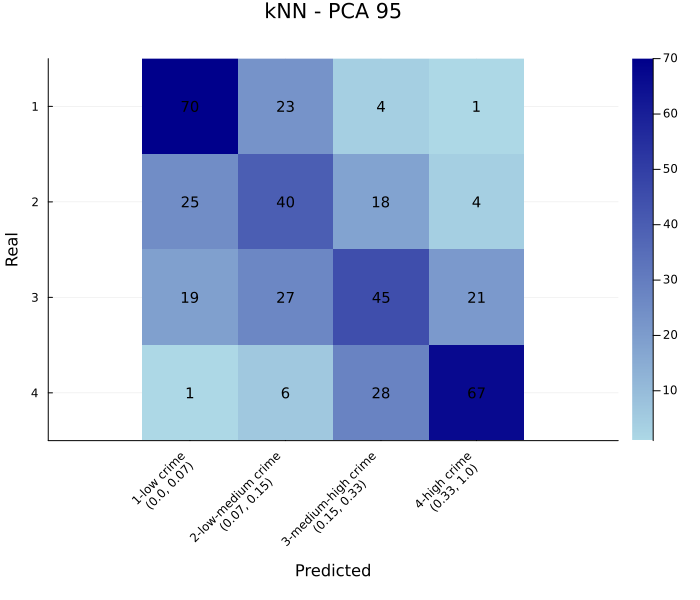 kNN - PCA 95
Real
1
70 23 4 1
2
25 40 18 4
3
19 27 45 21
4
1 6 28 67
1-low crime
(0.0, 0.07)
2-low-medium crime
(0.07, 0.15)
3-medium-high crime
(0.15, 0.33)
4-high crime
(0.33, 1.0)
Predicted
70
60
50
40
30
20
10